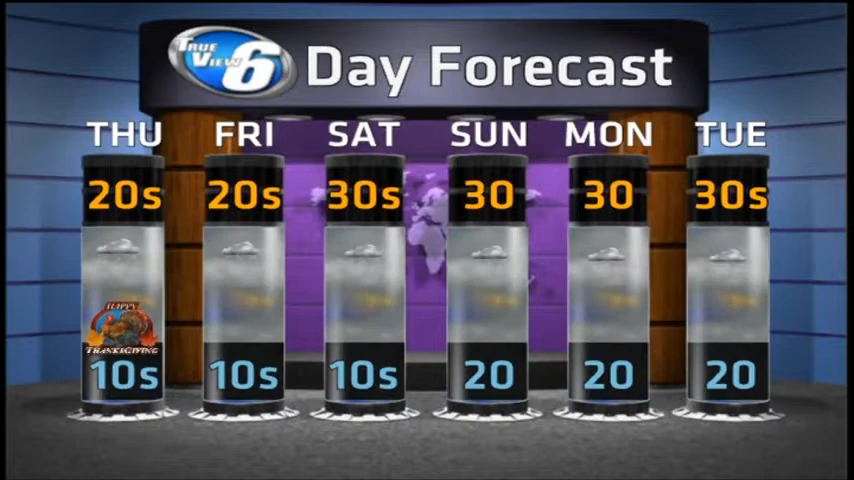 TRUE VIEW 6 Day Forecast
THU FRI SAT SUN MON TUE
20s 20s 30s 30 30 30s
HAPPY
THANKSGIVING
10s 10s 10s 20 20 20